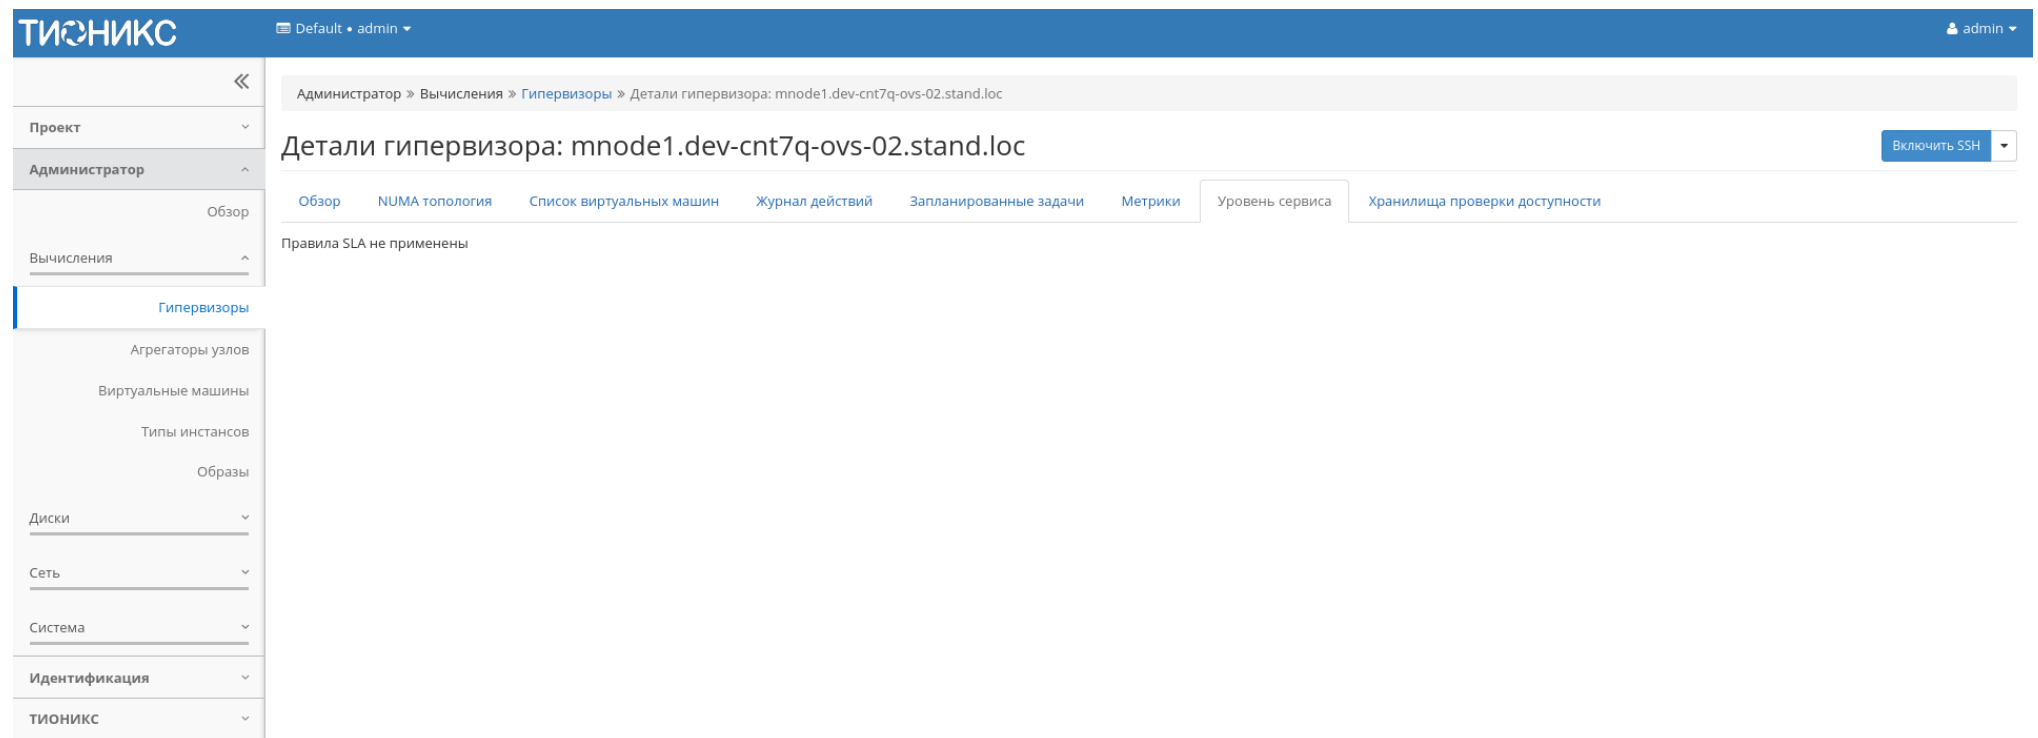 ТИОНИКС
Default • admin
admin
Проект
Администратор
Обзор
Вычисления
Гипервизоры
Агрегаторы узлов
Виртуальные машины
Типы инстансов
Образы
Диски
Сеть
Система
Идентификация
ТИОНИКС
Администратор » Вычисления » Гипервизоры » Детали гипервизора: mnode1.dev-cnt7q-ovs-02.stand.loc
Детали гипервизора: mnode1.dev-cnt7q-ovs-02.stand.loc
Включить SSH
Обзор NUMA топология Список виртуальных машин Журнал действий Запланированные задачи Метрики Уровень сервиса Хранилища проверки доступности
Правила SLA не применены